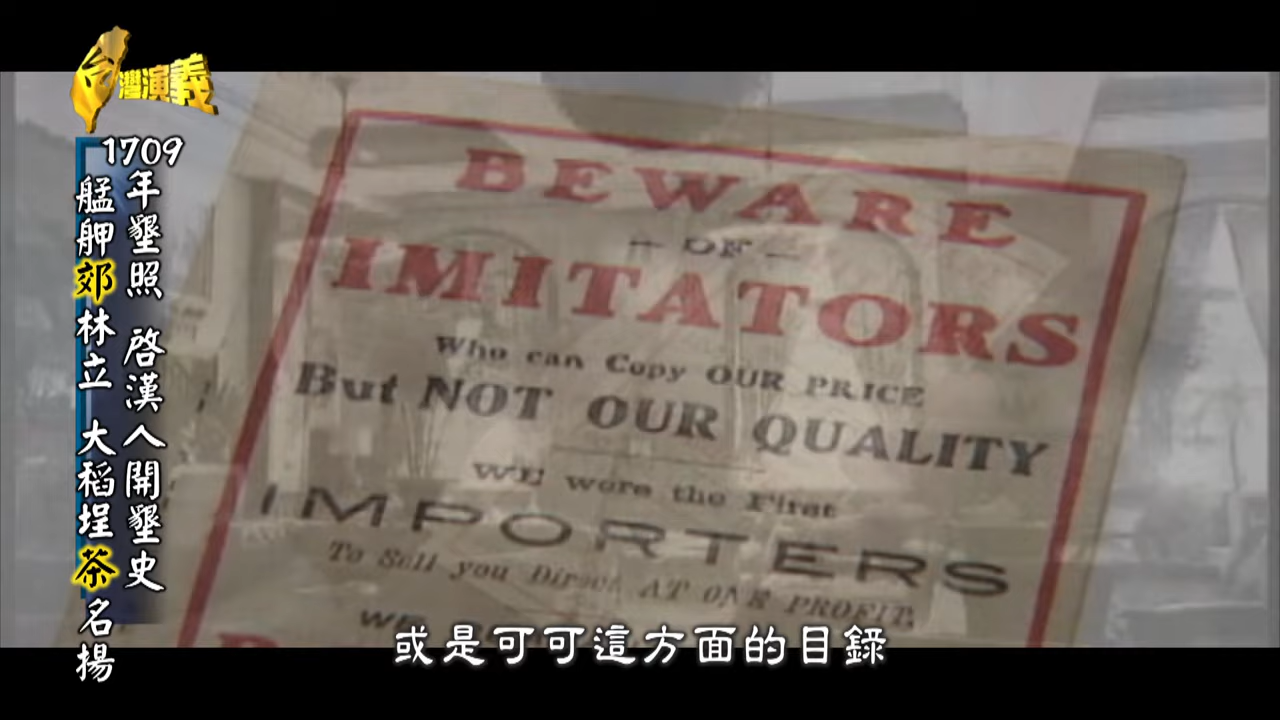 台灣演義
1709年墾照 啓漢人開墾史
艋舺郊林立 大稻埕茶名揚
BEWARE
— OF —
IMITATORS
Who can Copy OUR PRICE
But NOT OUR QUALITY
WE were the First
IMPORTERS
To Sell you Direct AT ONE PROFIT.
WE
或是可可這方面的目錄